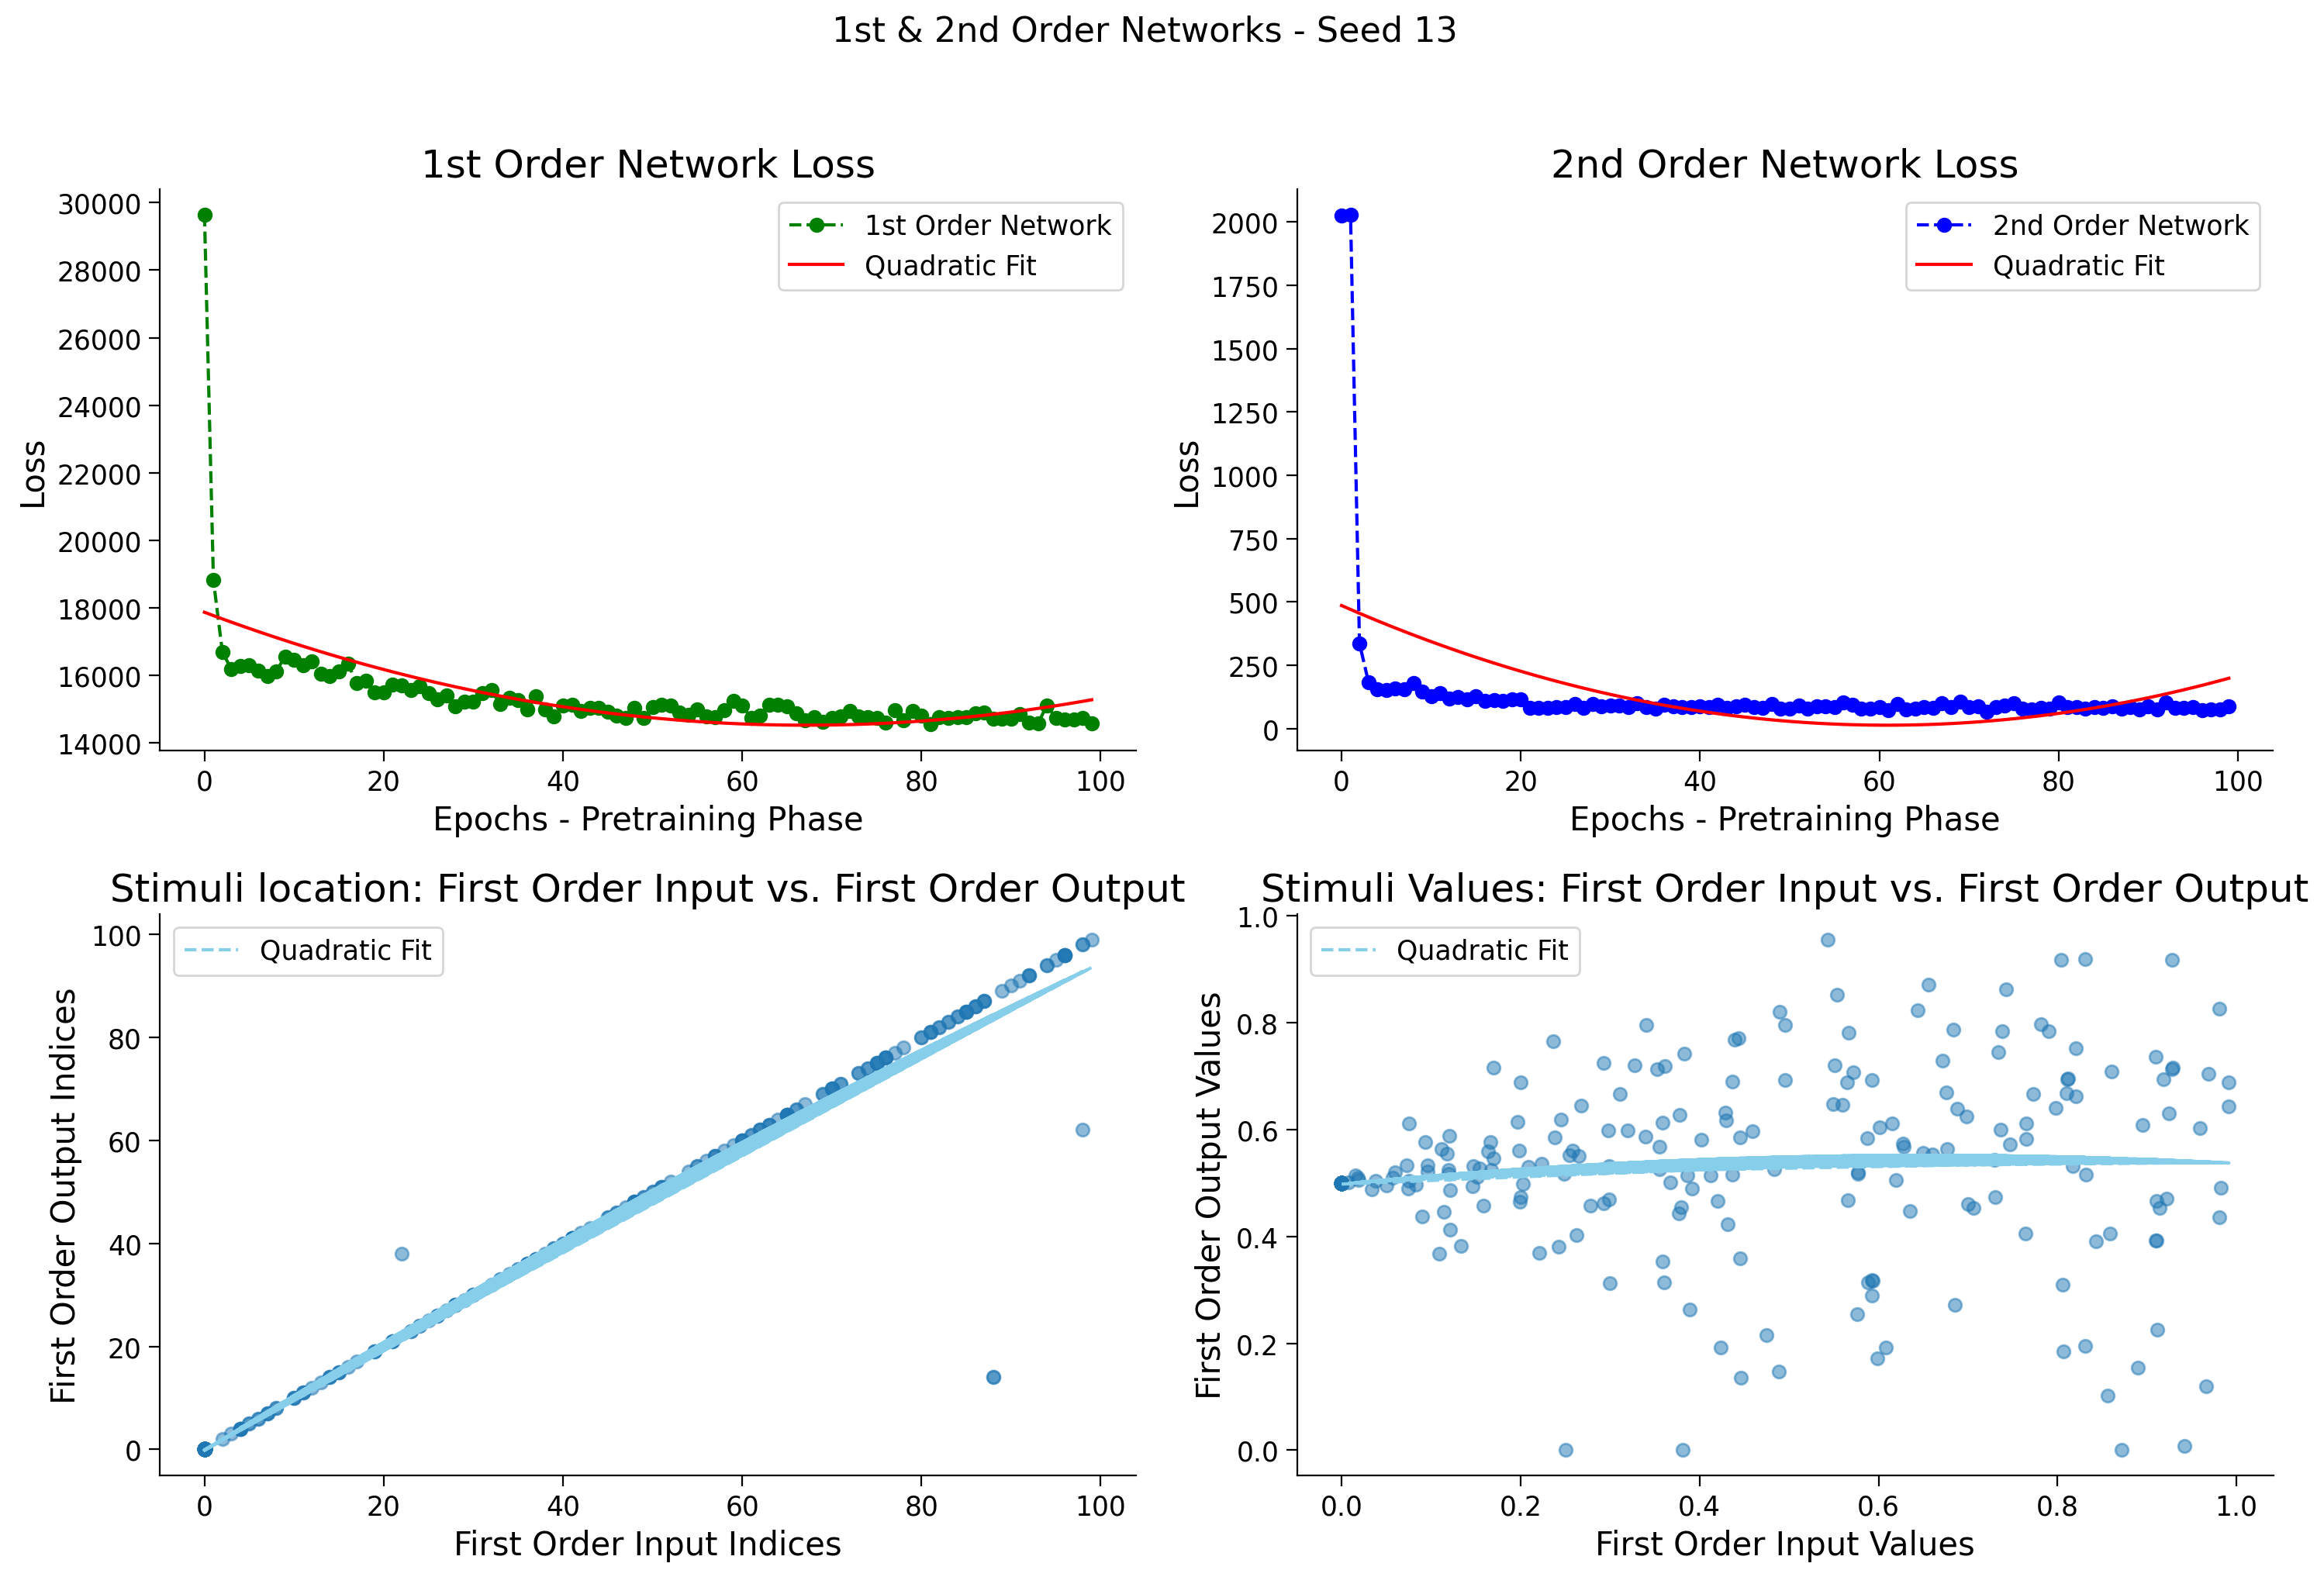 1st & 2nd Order Networks - Seed 13
1st Order Network Loss
30000
28000
26000
24000
22000
20000
18000
16000
14000
Loss
1st Order Network
Quadratic Fit
0 20 40 60 80 100
Epochs - Pretraining Phase
2nd Order Network Loss
2000
1750
1500
1250
1000
750
500
250
0
Loss
2nd Order Network
Quadratic Fit
0 20 40 60 80 100
Epochs - Pretraining Phase
Stimuli location: First Order Input vs. First Order Output
100
80
60
40
20
0
First Order Output Indices
Quadratic Fit
0 20 40 60 80 100
First Order Input Indices
Stimuli Values: First Order Input vs. First Order Output
1.0
0.8
0.6
0.4
0.2
0.0
First Order Output Values
Quadratic Fit
0.0 0.2 0.4 0.6 0.8 1.0
First Order Input Values